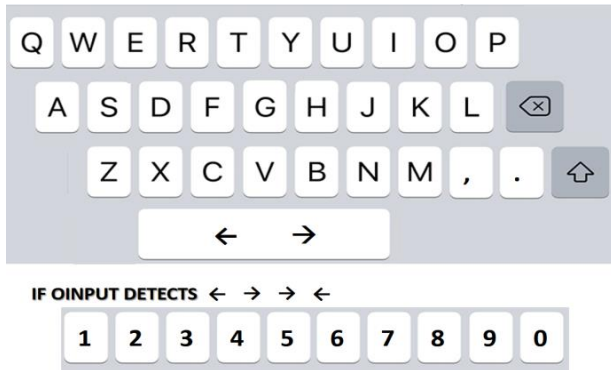 Q W E R T Y U I O P
A S D F G H J K L
Z X C V B N M , .
← →
IF OINPUT DETECTS ← → → ←
1 2 3 4 5 6 7 8 9 0